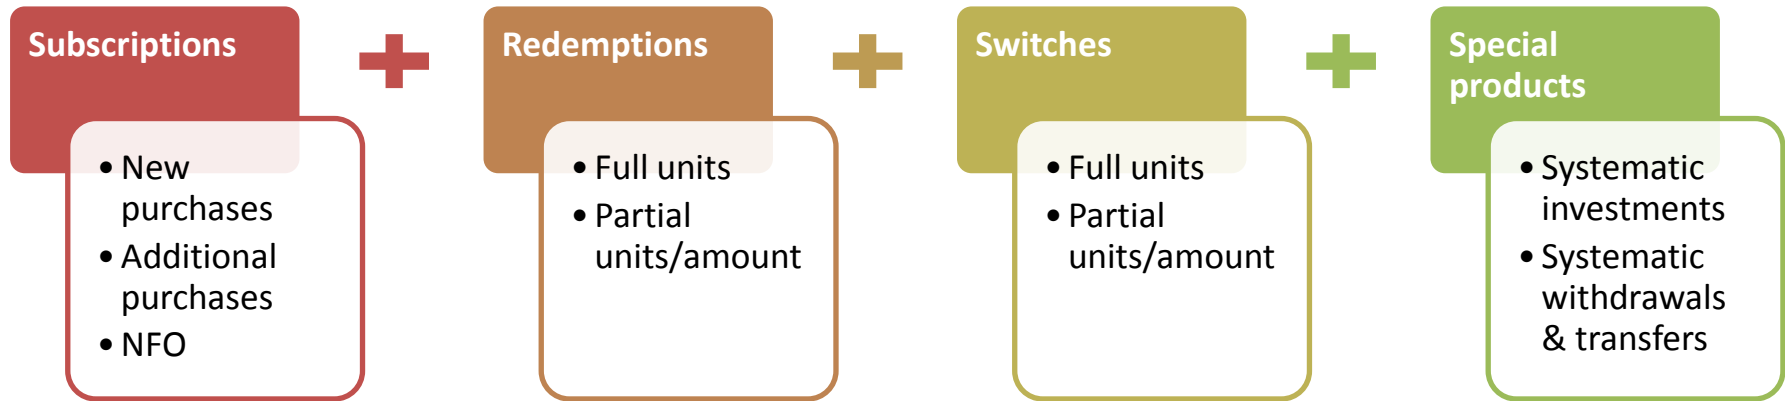 Subscriptions
• New
purchases
• Additional
purchases
• NFO
Redemptions
• Full units
• Partial
units/amount
Switches
• Full units
• Partial
units/amount
Special
products
• Systematic
investments
• Systematic
withdrawals
& transfers